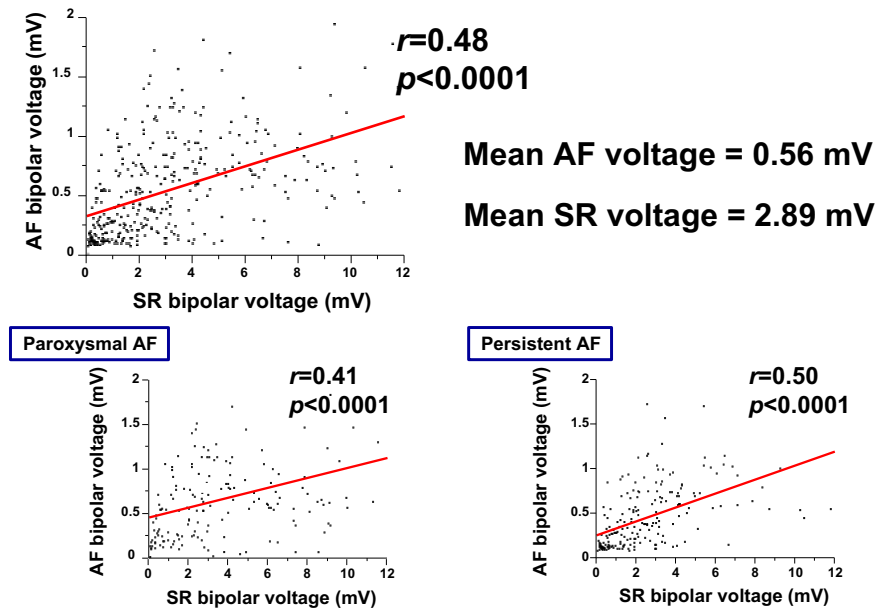 r=0.48
p<0.0001
AF bipolar voltage (mV)
2
1.5
1
0.5
0
0 2 4 6 8 10 12
SR bipolar voltage (mV)
Mean AF voltage = 0.56 mV
Mean SR voltage = 2.89 mV
Paroxysmal AF
r=0.41
p<0.0001
AF bipolar voltage (mV)
2
1.5
1
0.5
0
0 2 4 6 8 10 12
SR bipolar voltage (mV)
Persistent AF
r=0.50
p<0.0001
AF bipolar voltage (mV)
2
1.5
1
0.5
0
0 2 4 6 8 10 12
SR bipolar voltage (mV)